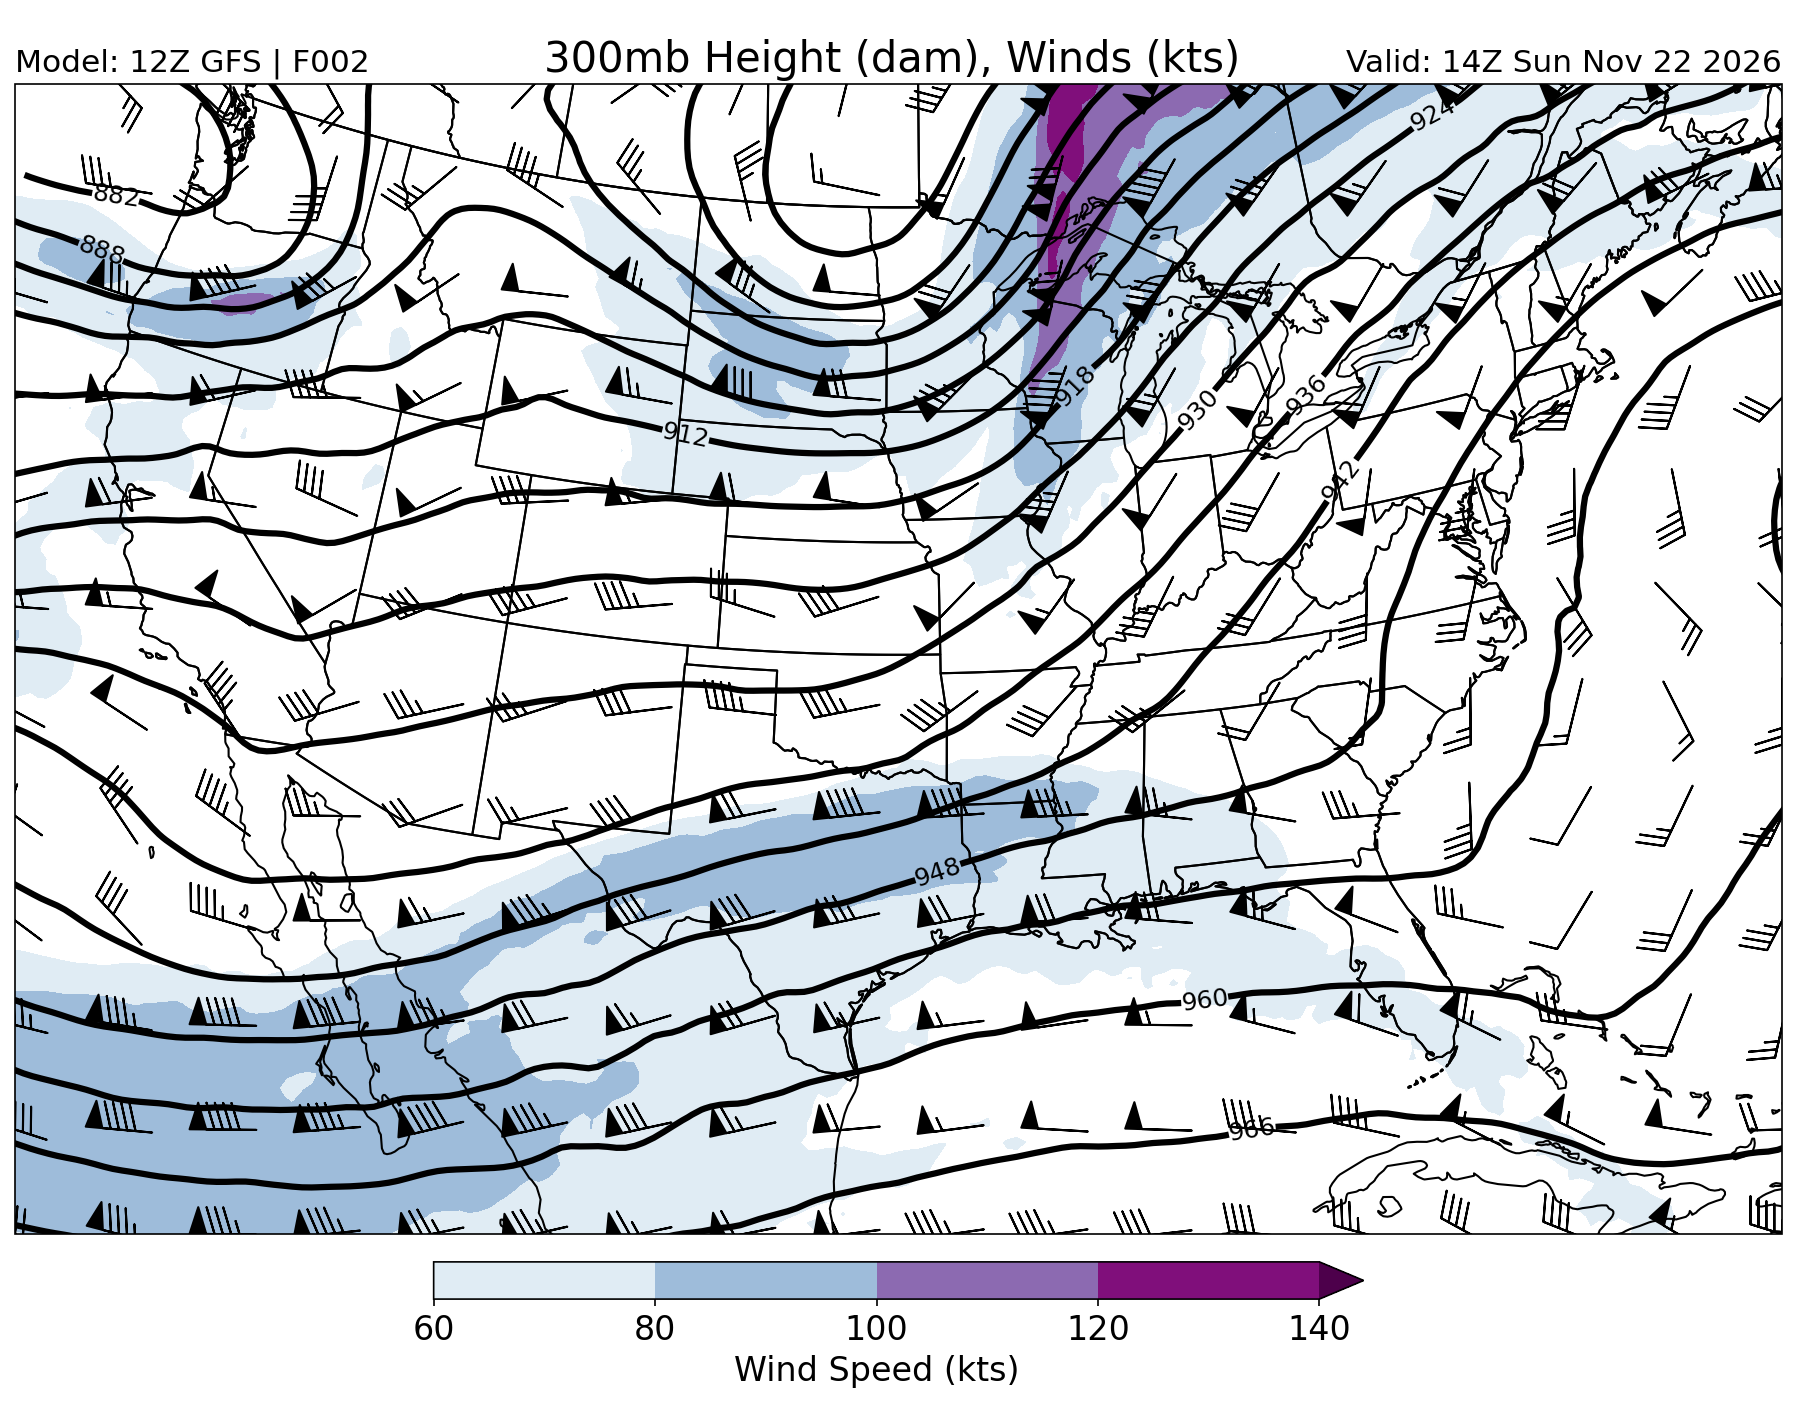 Model: 12Z GFS | F002
300mb Height (dam), Winds (kts)
Valid: 14Z Sun Nov 22 2026
924
882
888
918
936
930
912
942
948
960
966
60 80 100 120 140
Wind Speed (kts)